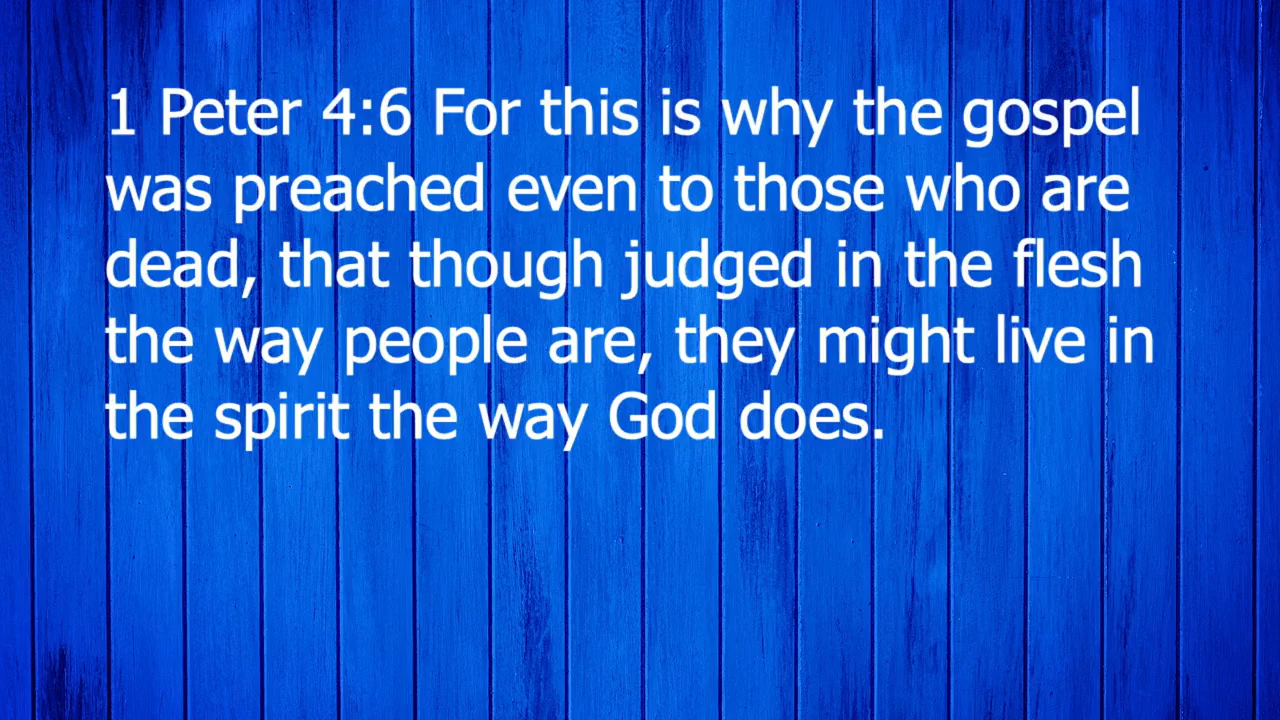 1 Peter 4:6 For this is why the gospel
was preached even to those who are
dead, that though judged in the flesh
the way people are, they might live in
the spirit the way God does.